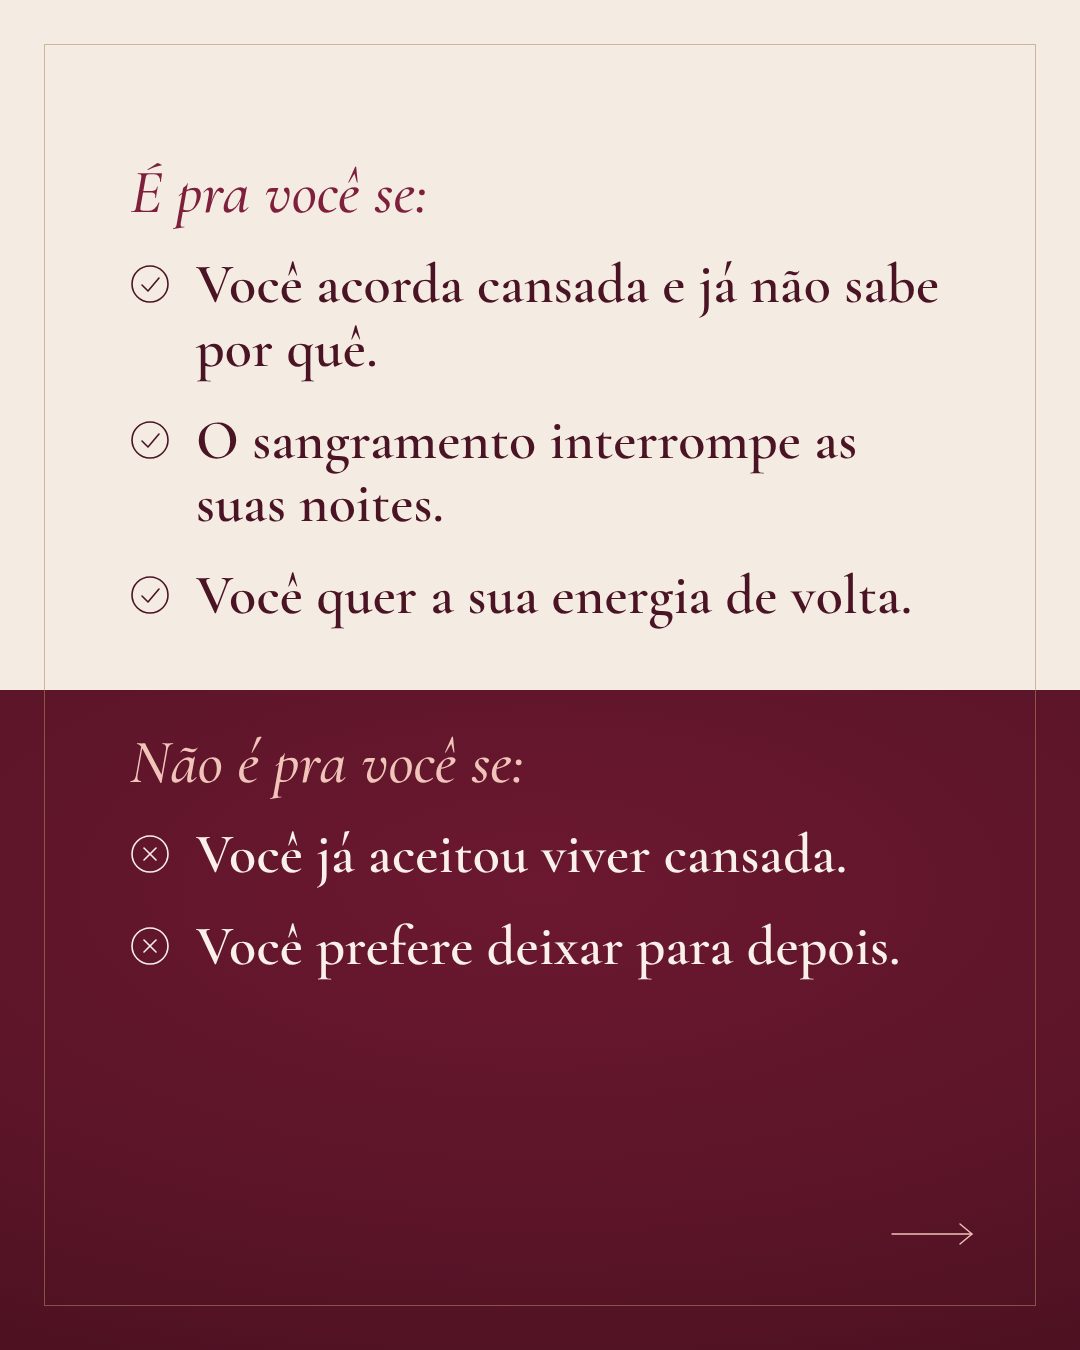 É pra você se:
Você acorda cansada e já não sabe
por quê.
O sangramento interrompe as
suas noites.
Você quer a sua energia de volta.
Não é pra você se:
Você já aceitou viver cansada.
Você prefere deixar para depois.